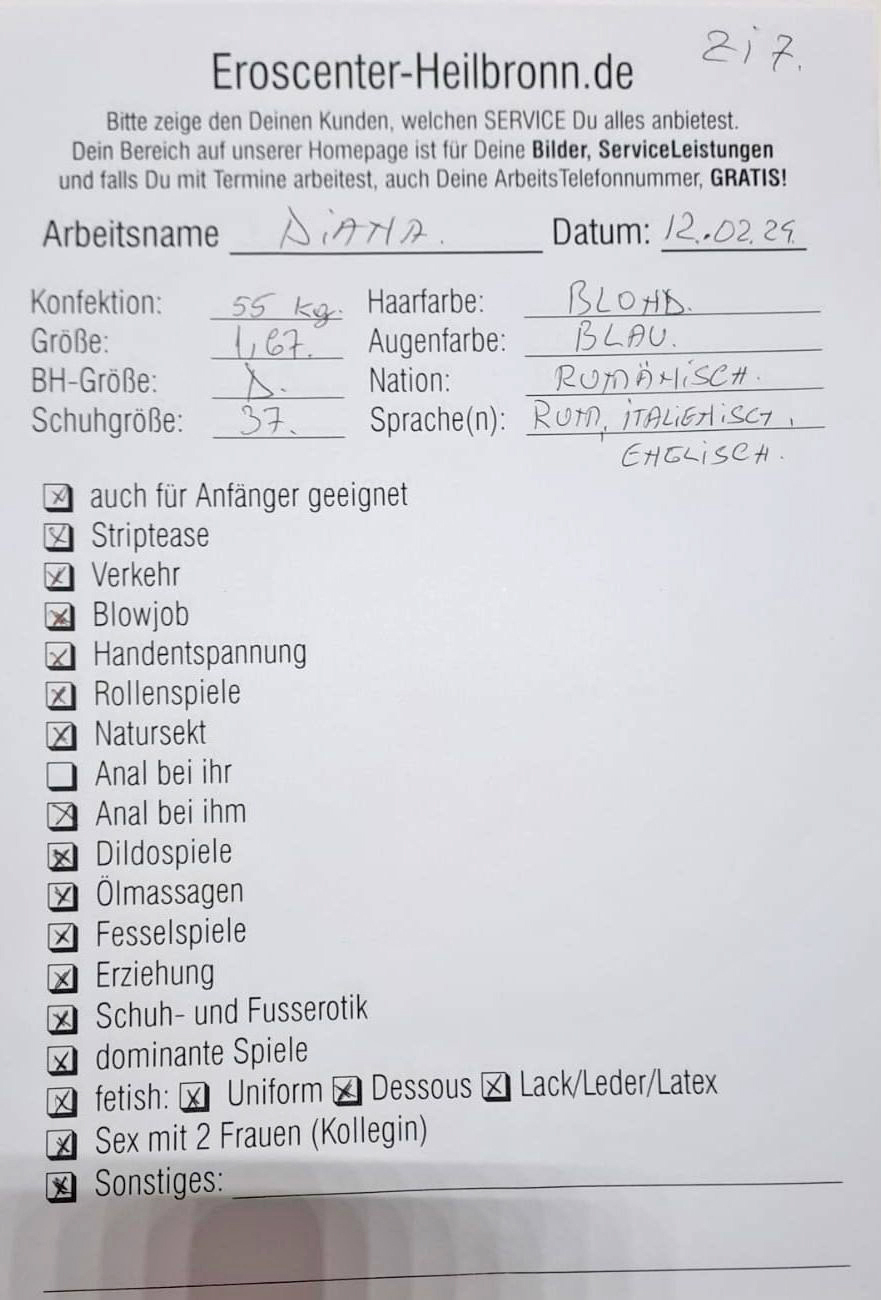 Zi 7.
Eroscenter-Heilbronn.de
Bitte zeige den Deinen Kunden, welchen SERVICE Du alles anbietest.
Dein Bereich auf unserer Homepage ist für Deine Bilder, ServiceLeistungen
und falls Du mit Termine arbeitest, auch Deine ArbeitsTelefonnummer, GRATIS!
Arbeitsname DiANA. Datum: 12.02.24.
Konfektion: 55 kg. Haarfarbe: BLOND.
Größe: 1,67. Augenfarbe: BLAU.
BH-Größe: D. Nation: RUMÄNiSCH.
Schuhgröße: 37. Sprache(n): RUM, iTALiENiSCH,
ENGLiSCH.
auch für Anfänger geeignet
Striptease
Verkehr
Blowjob
Handentspannung
Rollenspiele
Natursekt
Anal bei ihr
Anal bei ihm
Dildospiele
Ölmassagen
Fesselspiele
Erziehung
Schuh- und Fusserotik
dominante Spiele
fetish: Uniform Dessous Lack/Leder/Latex
Sex mit 2 Frauen (Kollegin)
Sonstiges: